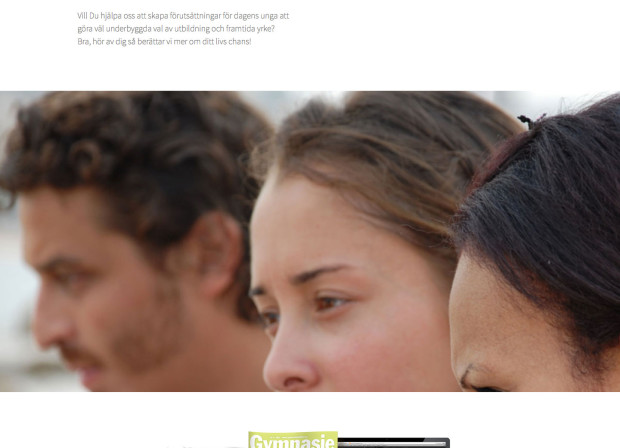 Vill Du hjälpa oss att skapa förutsättningar för dagens unga att
göra väl underbyggda val av utbildning och framtida yrke?
Bra, hör av dig så berättar vi mer om ditt livs chans!
Gymnasie